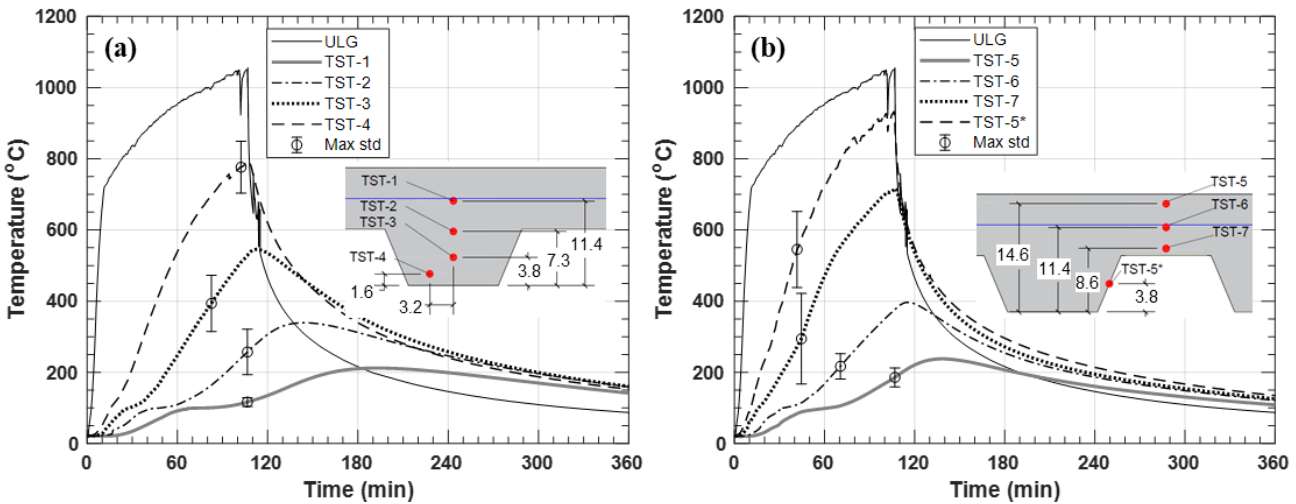 (a)
ULG
TST-1
TST-2
TST-3
TST-4
Max std
Temperature (°C)
1200
1000
800
600
400
200
0
TST-1
TST-2
TST-3
TST-4
1.6
3.2
3.8
7.3
11.4
0 60 120 180 240 300 360
Time (min)
(b)
ULG
TST-5
TST-6
TST-7
TST-5*
Max std
Temperature (°C)
1200
1000
800
600
400
200
0
TST-5
TST-6
TST-7
TST-5*
14.6
11.4
8.6
3.8
0 60 120 180 240 300 360
Time (min)